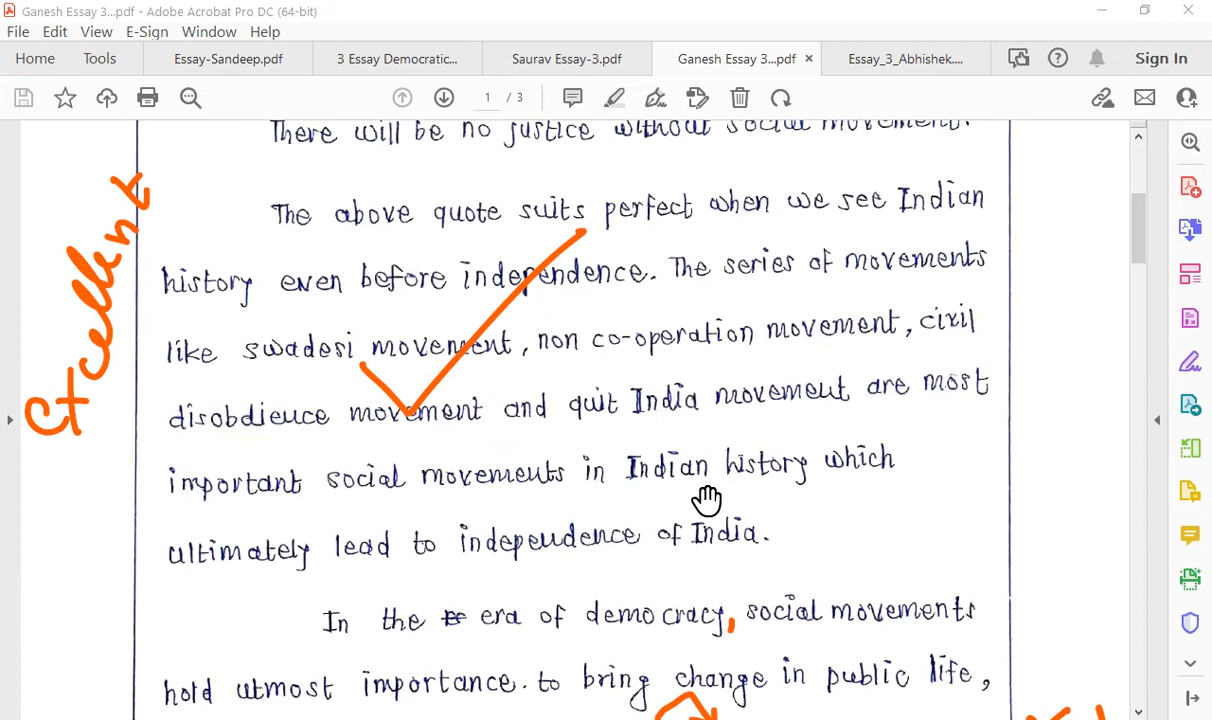 Ganesh Essay 3...pdf - Adobe Acrobat Pro DC (64-bit)
File Edit View E-Sign Window Help
Home Tools Essay-Sandeep.pdf 3 Essay Democratic... Saurav Essay-3.pdf Ganesh Essay 3...pdf × Essay_3_Abhishek.... Sign In
1 / 3
There will be no justice without social movement.
Excellent
The above quote suits perfect when we see Indian
history even before independence. The series of movements
like swadesi movement, non co-operation movement, civil
disobdience movement and quit India movement are most
important social movements in Indian history which
ultimately lead to independence of India.
In the era of democracy, social movements
hold utmost importance. to bring change in public life,